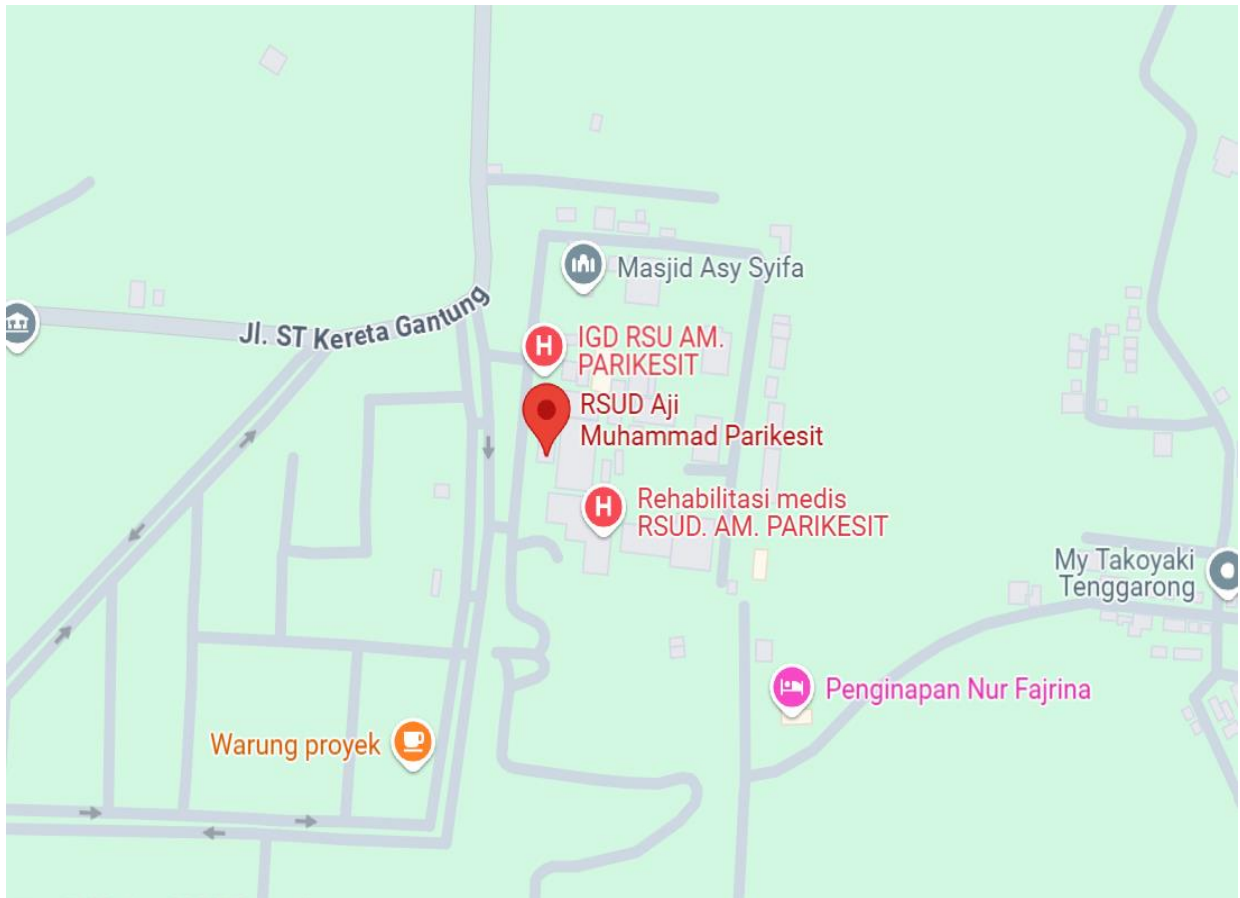 Masjid Asy Syifa
Jl. ST Kereta Gantung
IGD RSU AM.
PARIKESIT
RSUD Aji
Muhammad Parikesit
Rehabilitasi medis
RSUD. AM. PARIKESIT
My Takoyaki
Tenggarong
Penginapan Nur Fajrina
Warung proyek